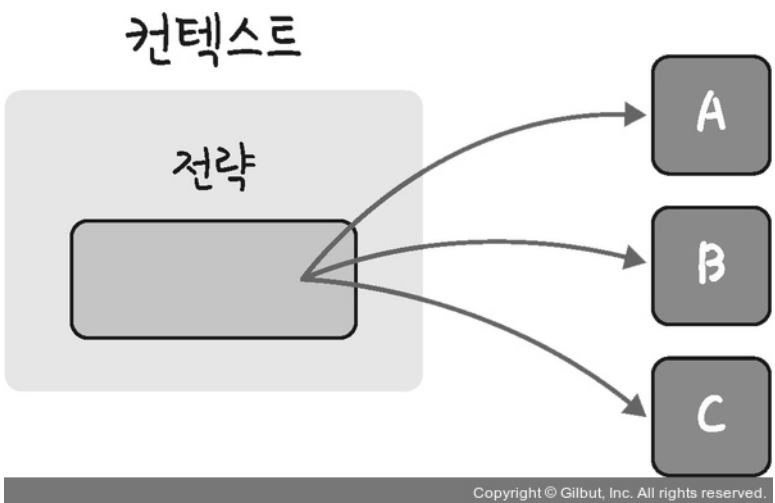 컨텍스트
전략
A
B
C
Copyright © Gilbut, Inc. All rights reserved.